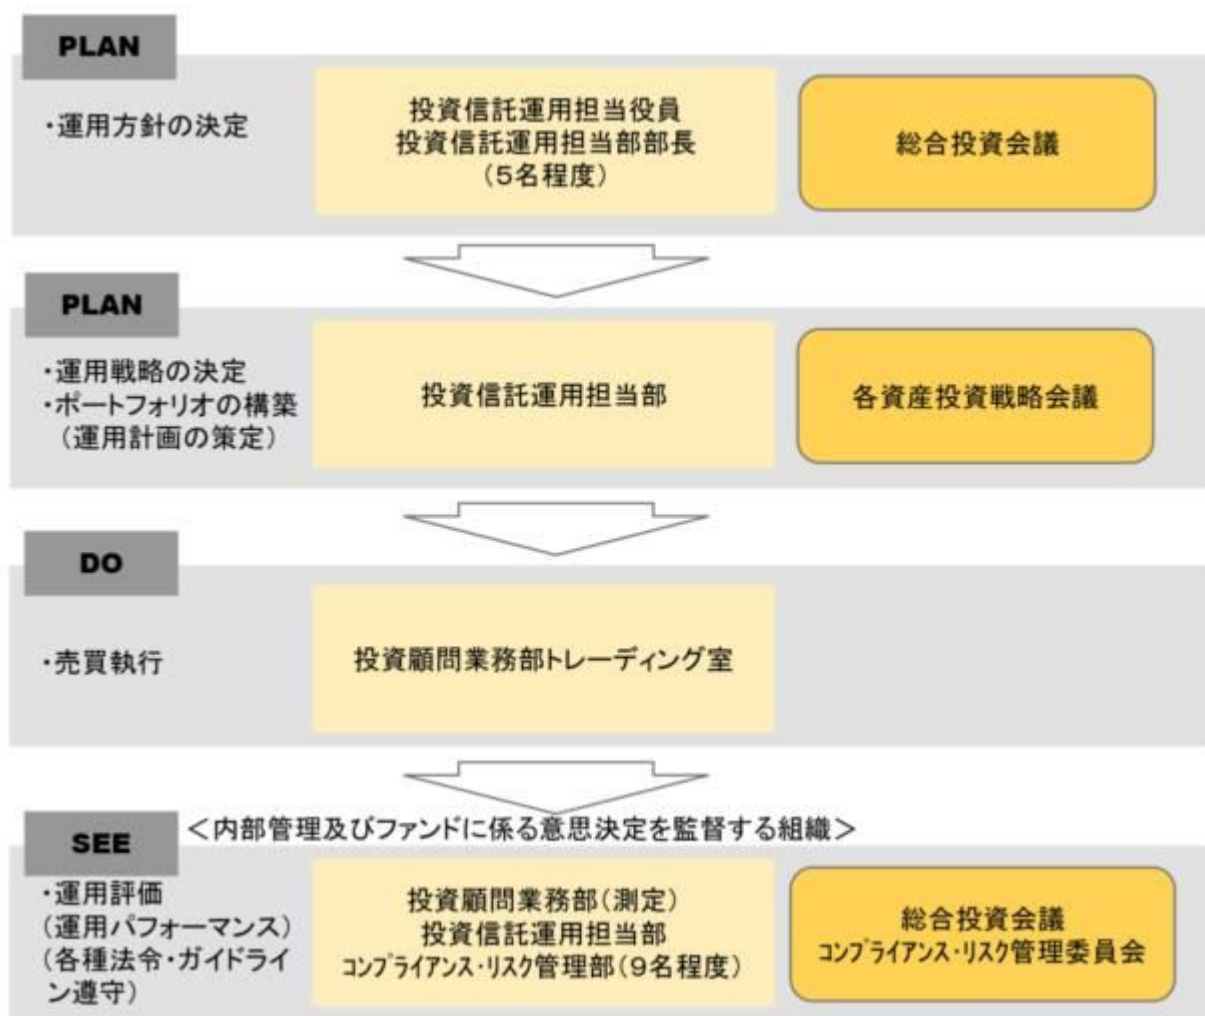 PLAN
・運用方針の決定
投資信託運用担当役員
投資信託運用担当部部長
（5名程度）
総合投資会議
PLAN
・運用戦略の決定
・ポートフォリオの構築
（運用計画の策定）
投資信託運用担当部
各資産投資戦略会議
DO
・売買執行
投資顧問業務部トレーディング室
SEE
＜内部管理及びファンドに係る意思決定を監督する組織＞
・運用評価
（運用パフォーマンス）
（各種法令・ガイドライ
ン遵守）
投資顧問業務部（測定）
投資信託運用担当部
ｺﾝﾌﾟﾗｲｱﾝｽ・ﾘｽｸ管理部（9名程度）
総合投資会議
ｺﾝﾌﾟﾗｲｱﾝｽ・ﾘｽｸ管理委員会